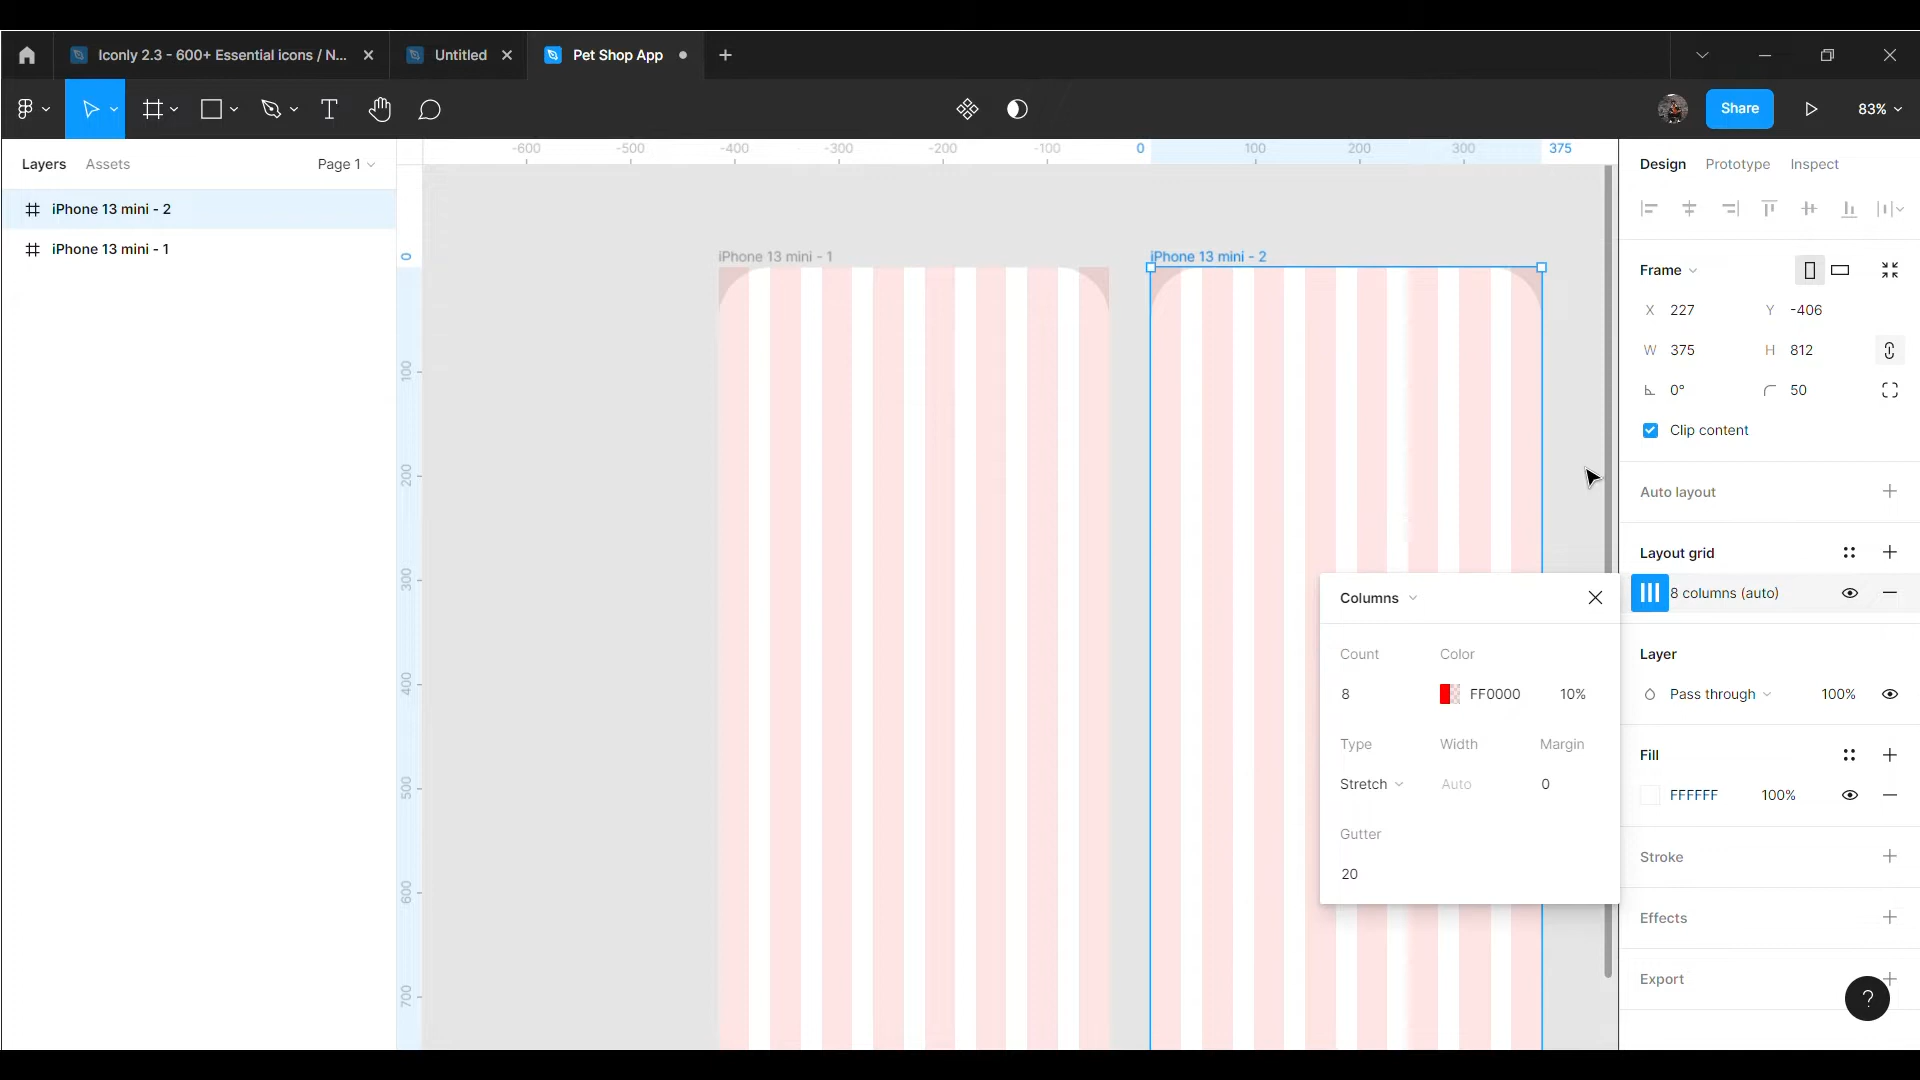 Iconly 2.3 - 600+ Essential icons / N...
Untitled
Pet Shop App
Share
83%
Layers
Assets
Page 1
iPhone 13 mini - 2
iPhone 13 mini - 1
-600
-500
-400
-300
-200
-100
0
100
200
300
375
0
100
200
300
400
500
600
700
iPhone 13 mini - 1
iPhone 13 mini - 2
Columns
Count
Color
8
FF0000
10%
Type
Width
Margin
Stretch
Auto
0
Gutter
20
Design
Prototype
Inspect
Frame
X 227
Y -406
W 375
H 812
0°
50
Clip content
Auto layout
Layout grid
8 columns (auto)
Layer
Pass through
100%
Fill
FFFFFF
100%
Stroke
Effects
Export
?